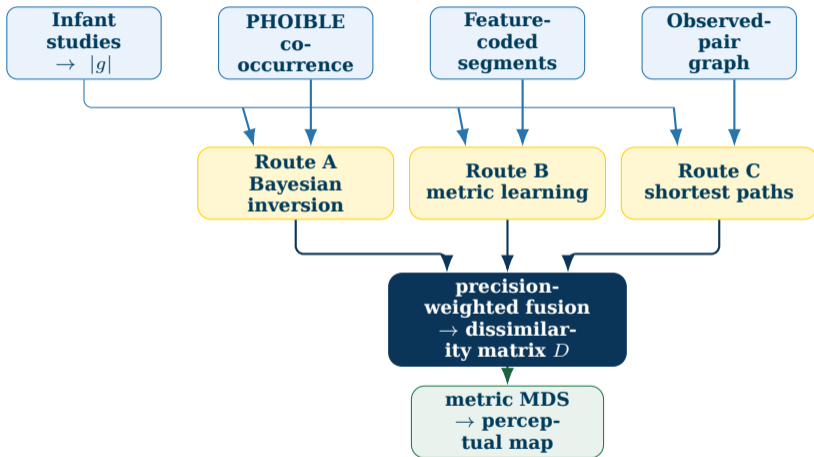 Infant
studies
→ |g|
PHOIBLE
co-
occurrence
Feature-
coded
segments
Observed-
pair
graph
Route A
Bayesian
inversion
Route B
metric learning
Route C
shortest paths
precision-
weighted fusion
→ dissimilar-
ity matrix D
metric MDS
→ percep-
tual map